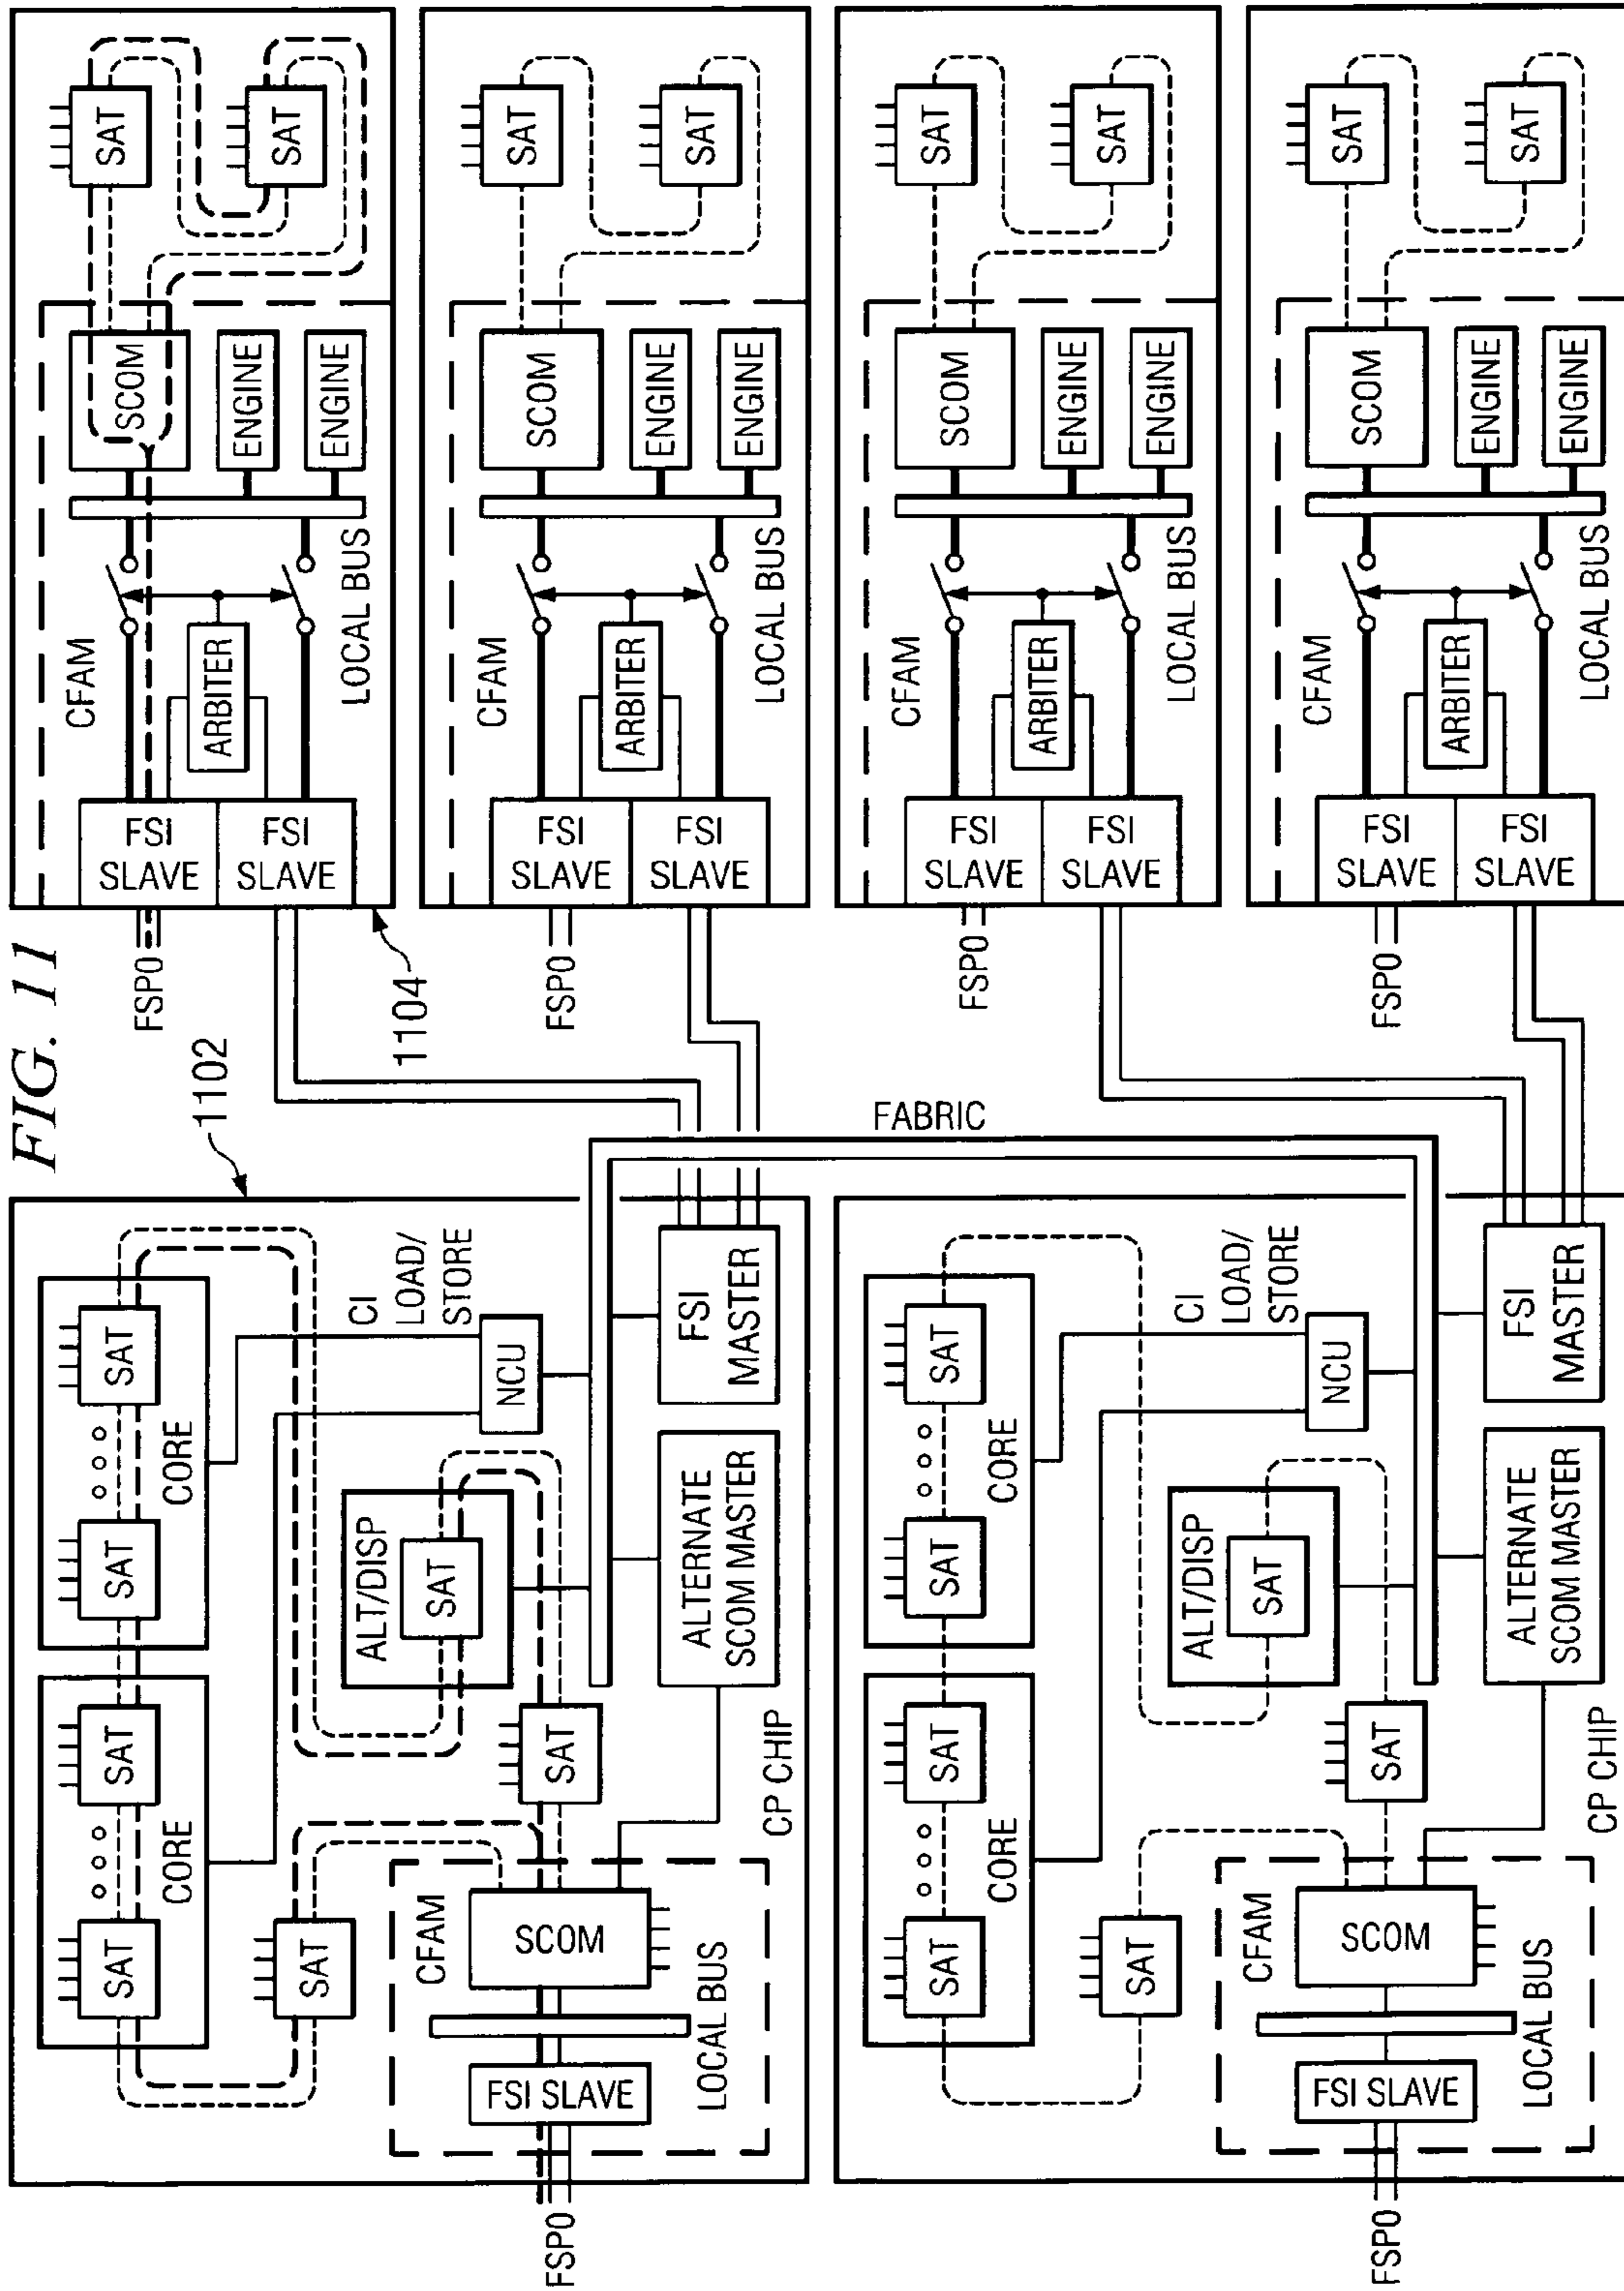 FIG. 11
1102
SAT
SAT
SAT
SAT
CORE
CORE
SAT
ALT/DISP
SAT
CI
LOAD/
STORE
CFAM
SCOM
SAT
NCU
FSP0
FSI SLAVE
LOCAL BUS
ALTERNATE
SCOM MASTER
FSI
MASTER
CP CHIP
FABRIC
SAT
SAT
SAT
SAT
CORE
CORE
SAT
ALT/DISP
SAT
CI
LOAD/
STORE
CFAM
SCOM
SAT
NCU
FSP0
FSI SLAVE
LOCAL BUS
ALTERNATE
SCOM MASTER
FSI
MASTER
CP CHIP
1104
FSP0
FSI
SLAVE
FSI
SLAVE
CFAM
ARBITER
LOCAL BUS
SCOM
ENGINE
ENGINE
SAT
SAT
FSP0
FSI
SLAVE
FSI
SLAVE
CFAM
ARBITER
LOCAL BUS
SCOM
ENGINE
ENGINE
SAT
SAT
FSP0
FSI
SLAVE
FSI
SLAVE
CFAM
ARBITER
LOCAL BUS
SCOM
ENGINE
ENGINE
SAT
SAT
FSP0
FSI
SLAVE
FSI
SLAVE
CFAM
ARBITER
LOCAL BUS
SCOM
ENGINE
ENGINE
SAT
SAT